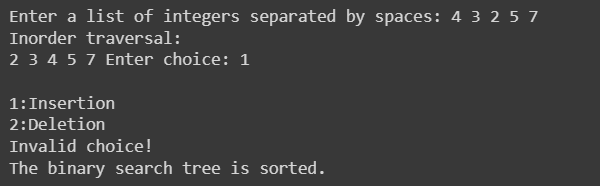 Enter a list of integers separated by spaces: 4 3 2 5 7
Inorder traversal:
2 3 4 5 7 Enter choice: 1
1:Insertion
2:Deletion
Invalid choice!
The binary search tree is sorted.